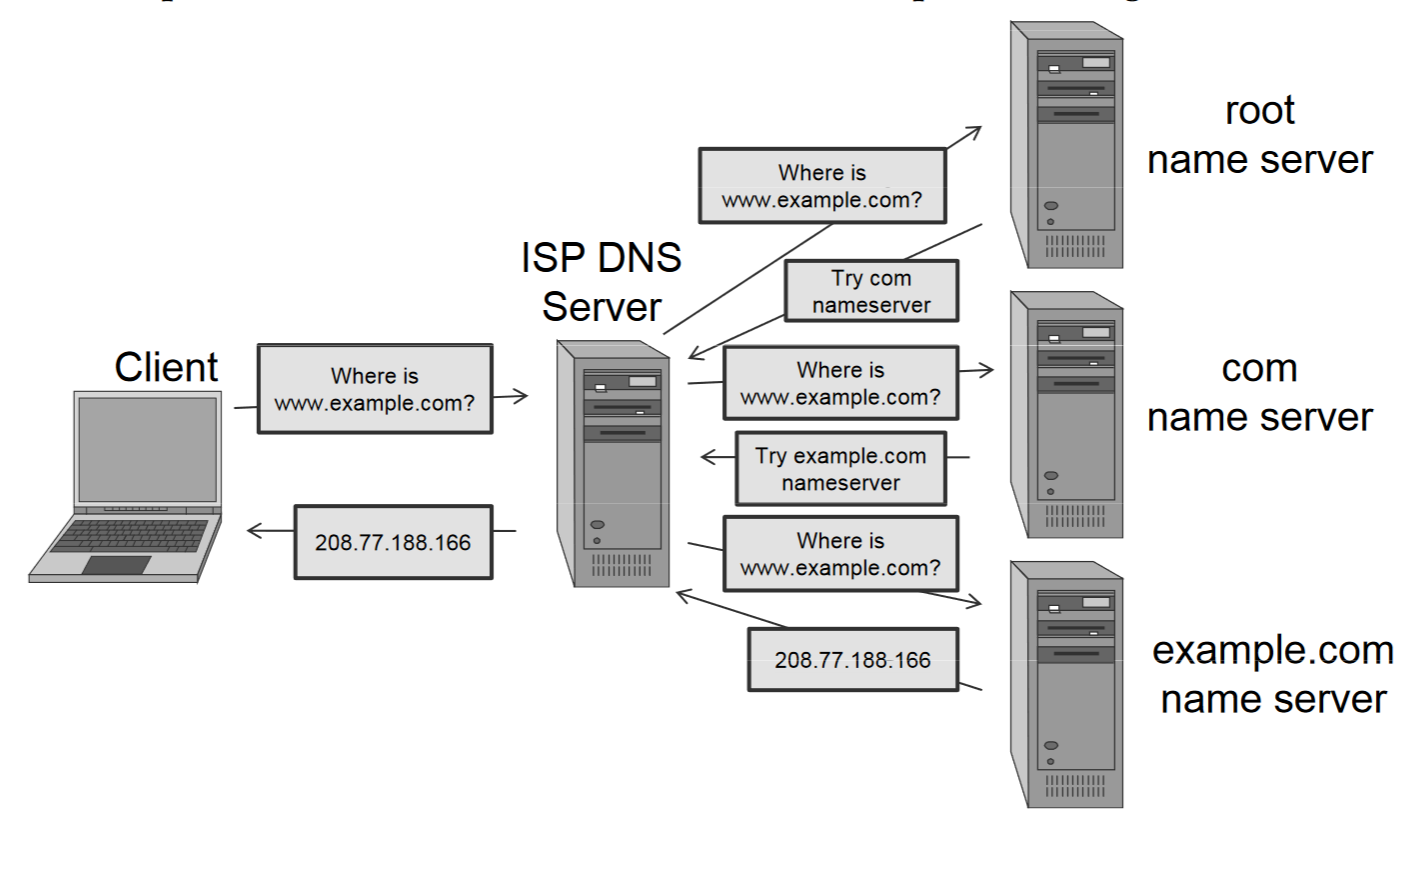 root
name server
Where is
www.example.com?
ISP DNS
Server
Try com
nameserver
Client
Where is
www.example.com?
Where is
www.example.com?
com
name server
Try example.com
nameserver
208.77.188.166
Where is
www.example.com?
208.77.188.166
example.com
name server